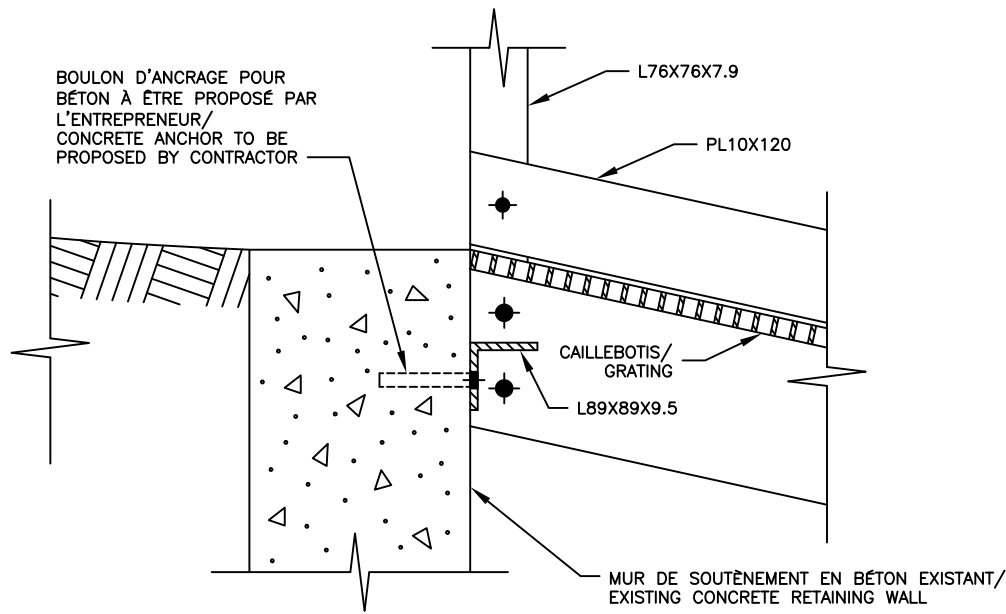 BOULON D'ANCRAGE POUR
BÉTON À ÊTRE PROPOSÉ PAR
L'ENTREPRENEUR/
CONCRETE ANCHOR TO BE
PROPOSED BY CONTRACTOR
L76X76X7.9
PL10X120
CAILLEBOTIS/
GRATING
L89X89X9.5
MUR DE SOUTÈNEMENT EN BÉTON EXISTANT/
EXISTING CONCRETE RETAINING WALL